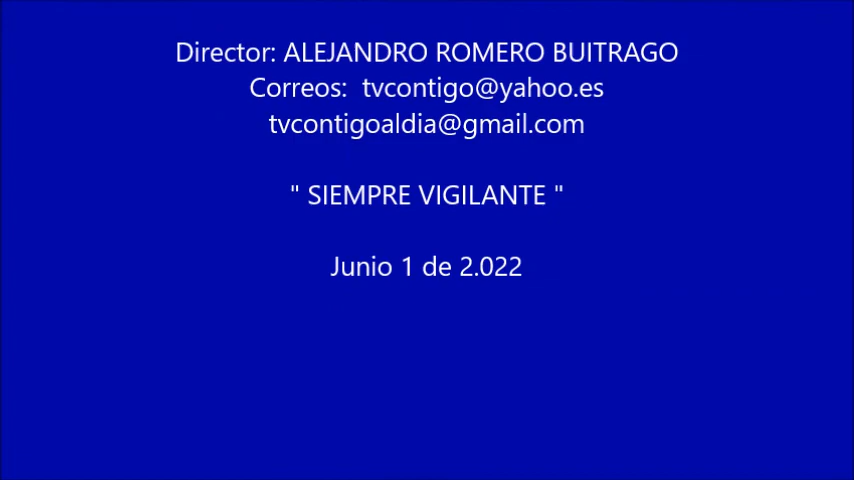 Director: ALEJANDRO ROMERO BUITRAGO
Correos:  tvcontigo@yahoo.es
tvcontigoaldia@gmail.com
" SIEMPRE VIGILANTE "
Junio 1 de 2.022